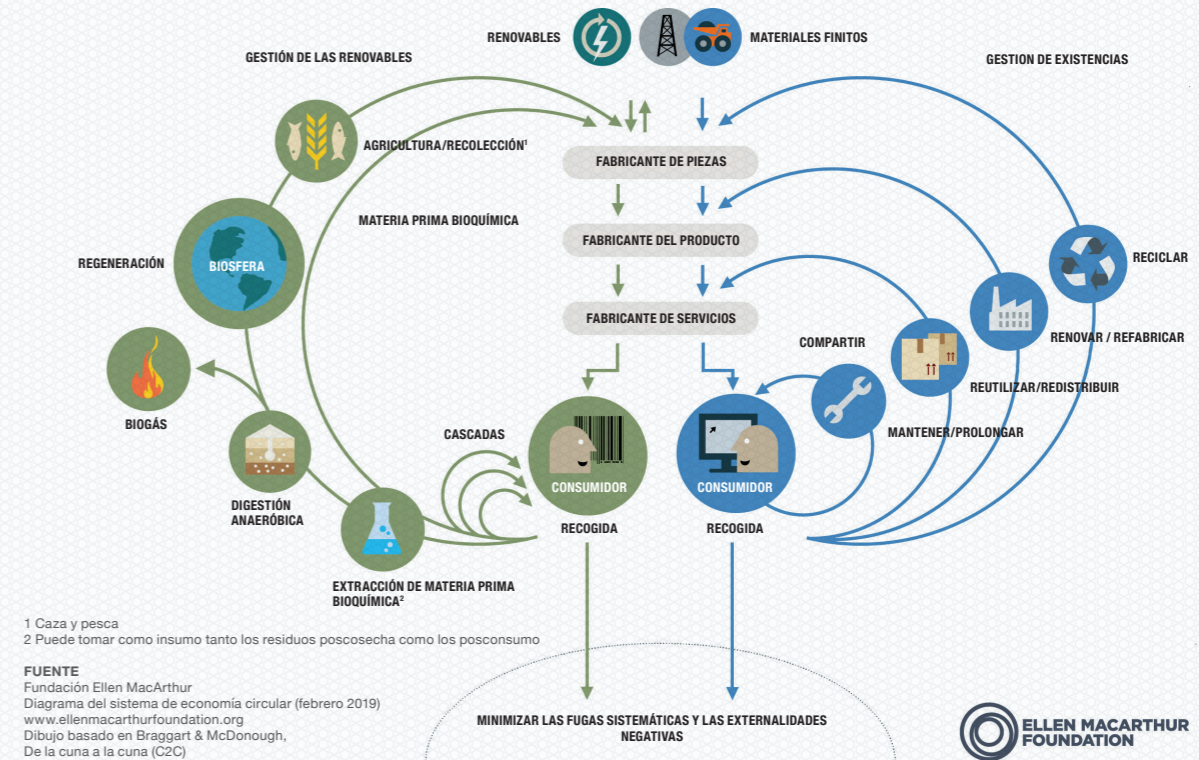 RENOVABLES
MATERIALES FINITOS
GESTIÓN DE LAS RENOVABLES
GESTION DE EXISTENCIAS
AGRICULTURA/RECOLECCIÓN¹
FABRICANTE DE PIEZAS
MATERIA PRIMA BIOQUÍMICA
FABRICANTE DEL PRODUCTO
REGENERACIÓN
BIOSFERA
RECICLAR
FABRICANTE DE SERVICIOS
RENOVAR / REFABRICAR
COMPARTIR
REUTILIZAR/REDISTRIBUIR
BIOGÁS
CASCADAS
MANTENER/PROLONGAR
CONSUMIDOR
CONSUMIDOR
DIGESTIÓN
ANAERÓBICA
RECOGIDA
RECOGIDA
EXTRACCIÓN DE MATERIA PRIMA
BIOQUÍMICA²
1 Caza y pesca
2 Puede tomar como insumo tanto los residuos poscosecha como los posconsumo
FUENTE
Fundación Ellen MacArthur
Diagrama del sistema de economía circular (febrero 2019)
www.ellenmacarthurfoundation.org
Dibujo basado en Braggart & McDonough,
De la cuna a la cuna (C2C)
MINIMIZAR LAS FUGAS SISTEMÁTICAS Y LAS EXTERNALIDADES
NEGATIVAS
ELLEN MACARTHUR
FOUNDATION